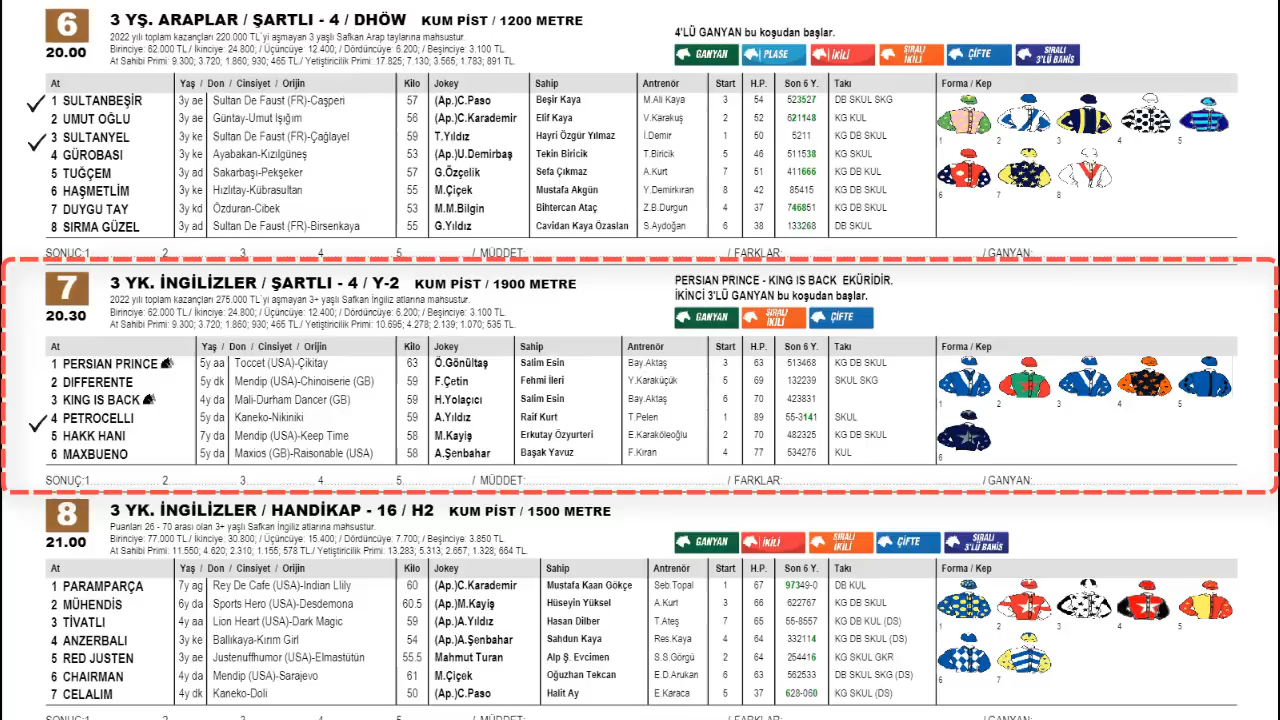 6
20.00
3 YŞ. ARAPLAR / ŞARTLI - 4 / DHÖW KUM PİST / 1200 METRE
2022 yılı toplam kazançları 220.000 TL'yi aşmayan 3 yaşlı Safkan Arap taylarına mahsustur.
Birinciye: 62.000 TL / İkinciye: 24.800; / Üçüncüye: 12.400; / Dördüncüye: 6.200; / Beşinciye: 3.100 TL.
At Sahibi Primi: 9.300; 3.720; 1.860; 930; 465 TL / Yetiştiricilik Primi: 17.825; 7.130; 3.565; 1.783; 891 TL.
4'LÜ GANYAN bu koşudan başlar.
GANYAN PLASE İKİLİ SIRALI İKİLİ ÇİFTE SIRALI 3'LÜ BAHİS
At Yaş / Don / Cinsiyet / Orijin Kilo Jokey Sahip Antrenör Start H.P. Son 6 Y. Takı Forma / Kep
1 SULTANBEŞİR 3y ae Sultan De Faust (FR)-Caşperi 57 (Ap.)C.Paso Beşir Kaya M.Ali Kaya 3 54 523527 DB SKUL SKG
2 UMUT OĞLU 3y ae Güntay-Umut Işığım 56 (Ap.)C.Karademir Elif Kaya V.Karakuş 2 52 621148 KG KUL
3 SULTANYEL 3y ke Sultan De Faust (FR)-Çağlayel 59 T.Yıldız Hayri Özgür Yılmaz İ.Demir 1 50 5211 KG DB SKUL
4 GÜROBASI 3y ke Ayabakan-Kızılgüneş 53 (Ap.)U.Demirbaş Tekin Biricik T.Biricik 5 46 511538 KG SKUL
5 TUĞÇEM 3y ad Sakarbaşı-Pekşeker 57 G.Özçelik Sefa Çıkmaz A.Kurt 7 51 411666 KG DB KUL
6 HAŞMETLİM 3y ke Hızlıtay-Kübrasultan 55 M.Çiçek Mustafa Akgün Y.Demirkıran 8 42 85415 KG DB SKUL
7 DUYGU TAY 3y kd Özduran-Cibek 53 M.M.Bilgin Bihtercan Ataç Z.B.Durgun 4 37 746851 KG DB SKUL
8 SIRMA GÜZEL 3y ad Sultan De Faust (FR)-Birsenkaya 55 G.Yıldız Cavidan Kaya Özaslan S.Aydoğan 6 38 133268 DB SKUL
1 2 3 4 5
6 7 8
SONUÇ:1 2 3 4 5 / MÜDDET: / FARKLAR: / GANYAN:
7
20.30
3 YK. İNGİLİZLER / ŞARTLI - 4 / Y-2 KUM PİST / 1900 METRE
2022 yılı toplam kazançları 275.000 TL'yi aşmayan 3+ yaşlı Safkan İngiliz atlarına mahsustur.
Birinciye: 62.000 TL / İkinciye: 24.800; / Üçüncüye: 12.400; / Dördüncüye: 6.200; / Beşinciye: 3.100 TL.
At Sahibi Primi: 9.300; 3.720; 1.860; 930; 465 TL / Yetiştiricilik Primi: 10.695; 4.278; 2.139; 1.070; 535 TL.
PERSIAN PRINCE - KING IS BACK EKÜRİDİR.
İKİNCİ 3'LÜ GANYAN bu koşudan başlar.
GANYAN SIRALI İKİLİ ÇİFTE
At Yaş / Don / Cinsiyet / Orijin Kilo Jokey Sahip Antrenör Start H.P. Son 6 Y. Takı Forma / Kep
1 PERSIAN PRINCE 5y aa Toccet (USA)-Çikitay 63 Ö.Gönültaş Salim Esin Bay.Aktaş 3 63 513468 KG DB SKUL
2 DIFFERENTE 5y dk Mendip (USA)-Chinoiserie (GB) 59 F.Çetin Fehmi İleri Y.Karaküçük 5 69 132239 SKUL SKG
3 KING IS BACK 4y da Mali-Durham Dancer (GB) 59 H.Yolaçıcı Salim Esin Bay.Aktaş 6 70 423831
4 PETROCELLI 5y da Kaneko-Nikiniki 59 A.Yıldız Raif Kurt T.Pelen 1 89 55-3141 SKUL
5 HAKK HANI 7y da Mendip (USA)-Keep Time 58 M.Kayiş Erkutay Özyurteri E.Karaköleoğlu 2 70 482325 KG DB SKUL
6 MAXBUENO 5y da Maxios (GB)-Raisonable (USA) 58 A.Şenbahar Başak Yavuz F.Kıran 4 77 534276 KUL
1 2 3 4 5
6
SONUÇ:1 2 3 4 5 / MÜDDET: / FARKLAR: / GANYAN:
8
21.00
3 YK. İNGİLİZLER / HANDİKAP - 16 / H2 KUM PİST / 1500 METRE
Puanları 26 - 70 arası olan 3+ yaşlı Safkan İngiliz atlarına mahsustur.
Birinciye: 77.000 TL / İkinciye: 30.800; / Üçüncüye: 15.400; / Dördüncüye: 7.700; / Beşinciye: 3.850 TL.
At Sahibi Primi: 11.550; 4.620; 2.310; 1.155; 578 TL / Yetiştiricilik Primi: 13.283; 5.313; 2.657; 1.328; 664 TL.
GANYAN İKİLİ SIRALI İKİLİ ÇİFTE SIRALI 3'LÜ BAHİS
At Yaş / Don / Cinsiyet / Orijin Kilo Jokey Sahip Antrenör Start H.P. Son 6 Y. Takı Forma / Kep
1 PARAMPARÇA 7y ag Rey De Cafe (USA)-Indian Llily 60 (Ap.)C.Karademir Mustafa Kaan Gökçe Seb.Topal 1 67 97349-0 DB KUL
2 MÜHENDİS 6y da Sports Hero (USA)-Desdemona 60.5 (Ap.)M.Kayiş Hüseyin Yüksel A.Kurt 3 66 622767 KG DB SKUL
3 TİVATLI 4y aa Lion Heart (USA)-Dark Magic 59 (Ap.)A.Yıldız Hasan Dilber T.Ateş 7 65 55-8557 KG DB KUL (DS)
4 ANZERBALI 3y ke Ballıkaya-Kırım Girl 54 (Ap.)A.Şenbahar Sahdun Kaya Res.Kaya 4 64 332114 KG DB SKUL (DS)
5 RED JUSTEN 3y ae Justenuffhumor (USA)-Elmastütün 55.5 Mahmut Turan Alp Ş. Evcimen S.S.Görgü 2 64 254416 KG SKUL GKR
6 CHAIRMAN 4y da Mendip (USA)-Sarajevo 61 M.Çiçek Oğuzhan Tekcan E.D.Arukan 6 63 562533 DB SKUL SKG (DS)
7 CELALIM 4y dk Kaneko-Doli 50 (Ap.)C.Paso Halit Ay E.Karaca 5 37 628-060 KG SKUL (DS)
1 2 3 4 5
6 7
SONUÇ:1 2 3 4 5 / MÜDDET: / FARKLAR: / GANYAN: